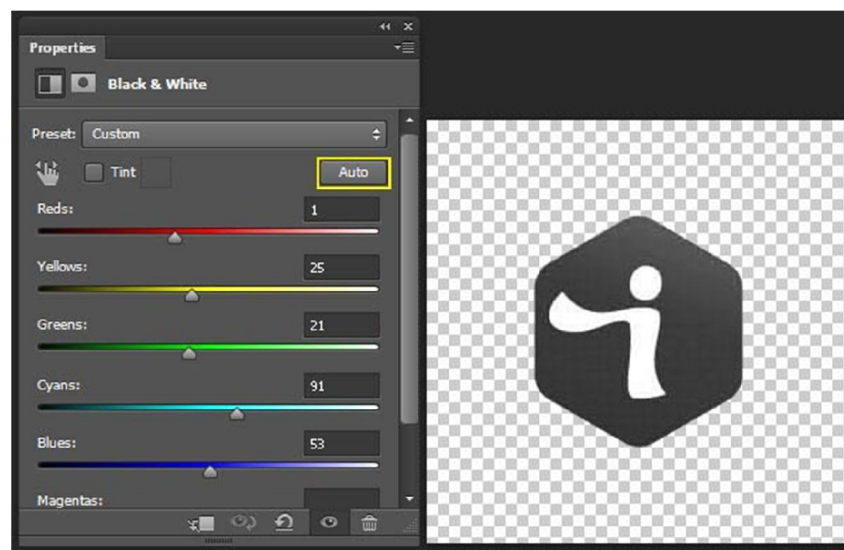 Properties
Black & White
Preset: Custom
Tint
Auto
Reds: 1
Yellows: 25
Greens: 21
Cyans: 91
Blues: 53
Magentas: